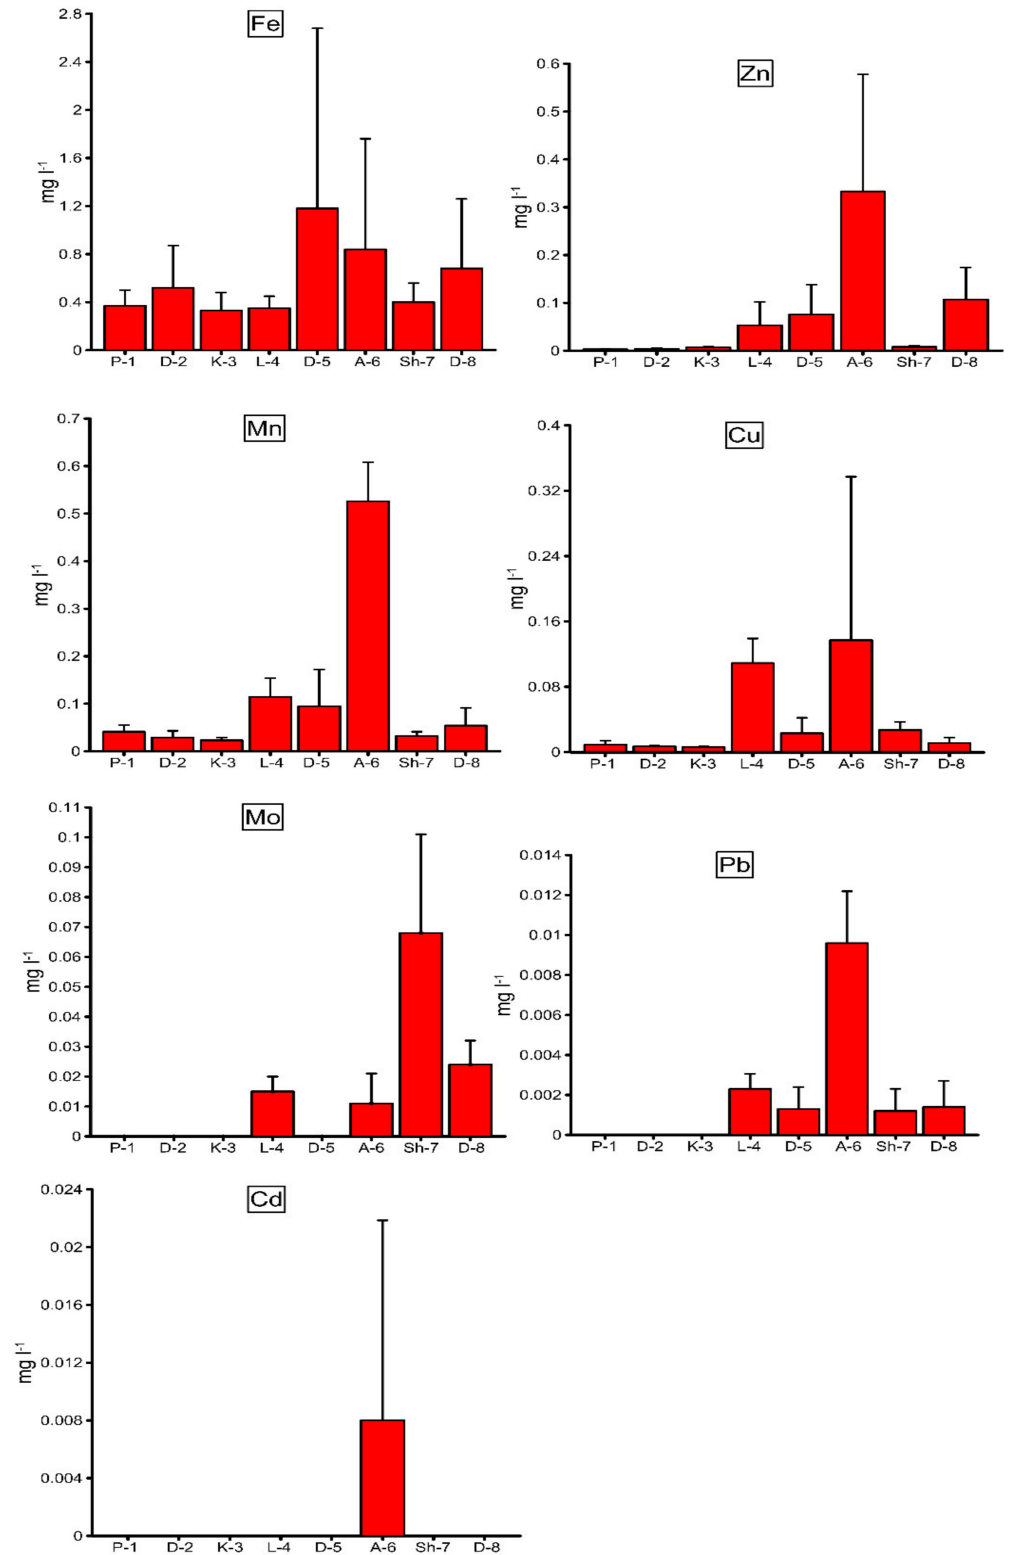 Fe
2.8
2.4
2
1.6
1.2
0.8
0.4
0
mg l-1
P-1 D-2 K-3 L-4 D-5 A-6 Sh-7 D-8
Zn
0.6
0.5
0.4
0.3
0.2
0.1
0
mg l-1
P-1 D-2 K-3 L-4 D-5 A-6 Sh-7 D-8
Mn
0.7
0.6
0.5
0.4
0.3
0.2
0.1
0
mg l-1
P-1 D-2 K-3 L-4 D-5 A-6 Sh-7 D-8
Cu
0.4
0.32
0.24
0.16
0.08
0
mg l-1
P-1 D-2 K-3 L-4 D-5 A-6 Sh-7 D-8
Mo
0.11
0.1
0.09
0.08
0.07
0.06
0.05
0.04
0.03
0.02
0.01
0
mg l-1
P-1 D-2 K-3 L-4 D-5 A-6 Sh-7 D-8
Pb
0.014
0.012
0.01
0.008
0.006
0.004
0.002
0
mg l-1
P-1 D-2 K-3 L-4 D-5 A-6 Sh-7 D-8
Cd
0.024
0.02
0.016
0.012
0.008
0.004
0
mg l-1
P-1 D-2 K-3 L-4 D-5 A-6 Sh-7 D-8